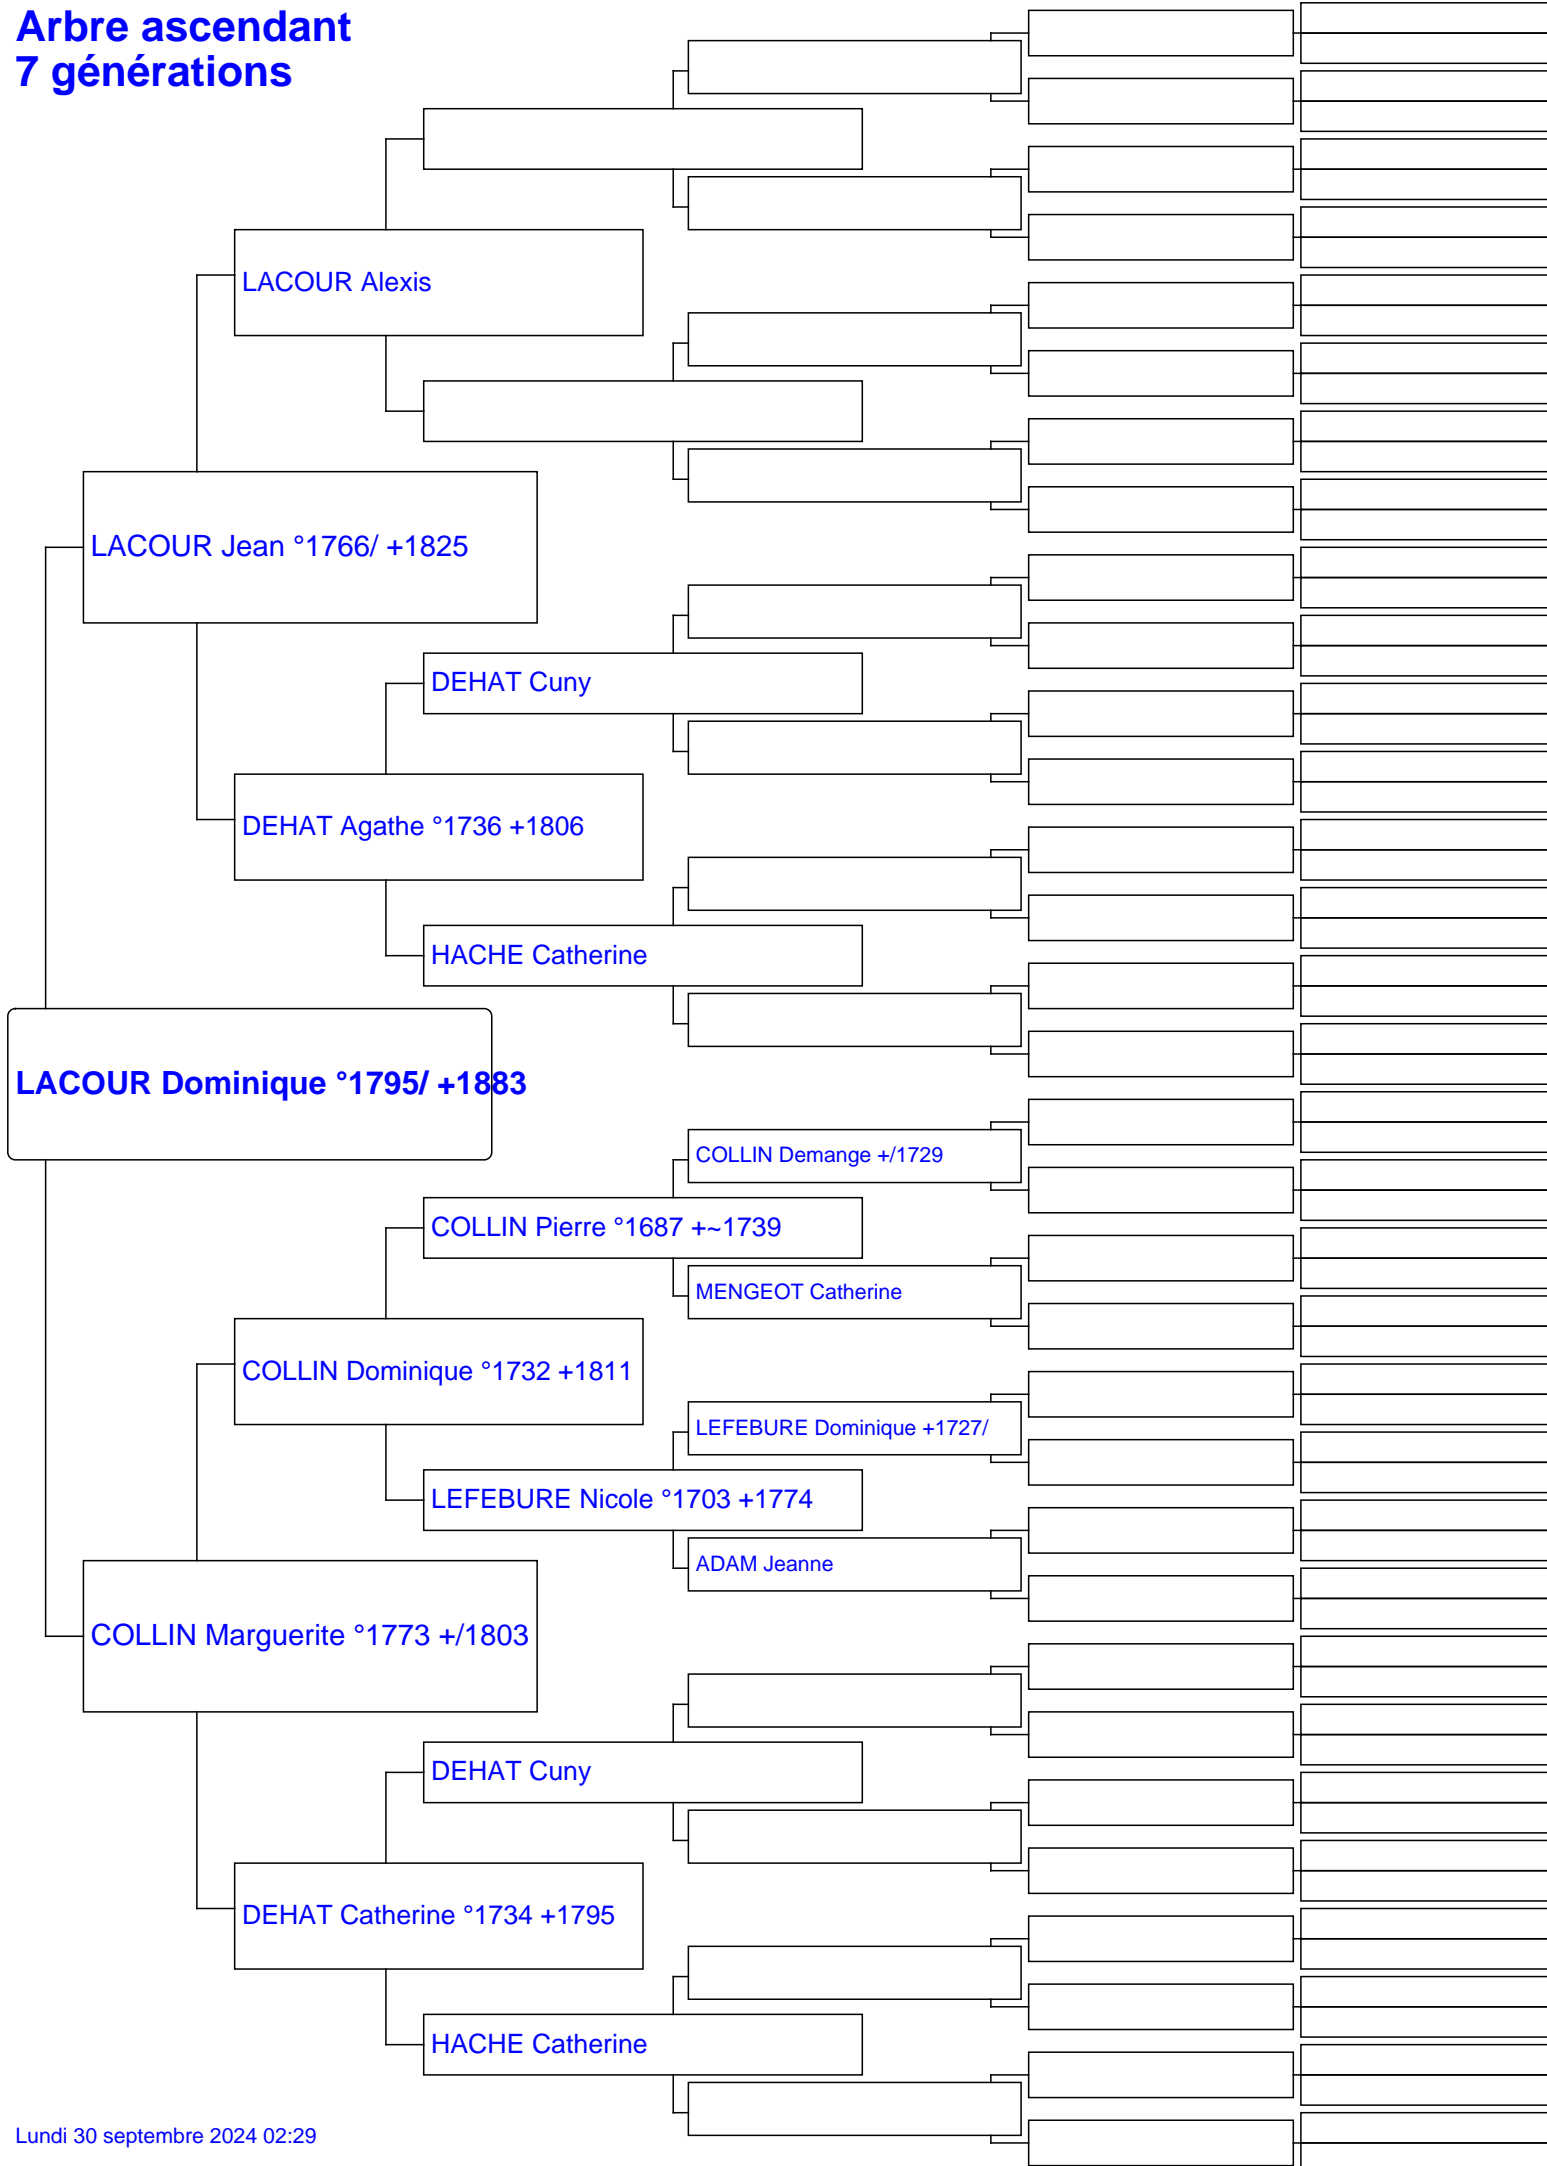 Arbre ascendant
7 générations
LACOUR Alexis
LACOUR Jean °1766/ +1825
DEHAT Cuny
DEHAT Agathe °1736 +1806
HACHE Catherine
LACOUR Dominique °1795/ +1883
COLLIN Demange +/1729
COLLIN Pierre °1687 +~1739
MENGEOT Catherine
COLLIN Dominique °1732 +1811
LEFEBURE Dominique +1727/
LEFEBURE Nicole °1703 +1774
ADAM Jeanne
COLLIN Marguerite °1773 +/1803
DEHAT Cuny
DEHAT Catherine °1734 +1795
HACHE Catherine
Lundi 30 septembre 2024 02:29